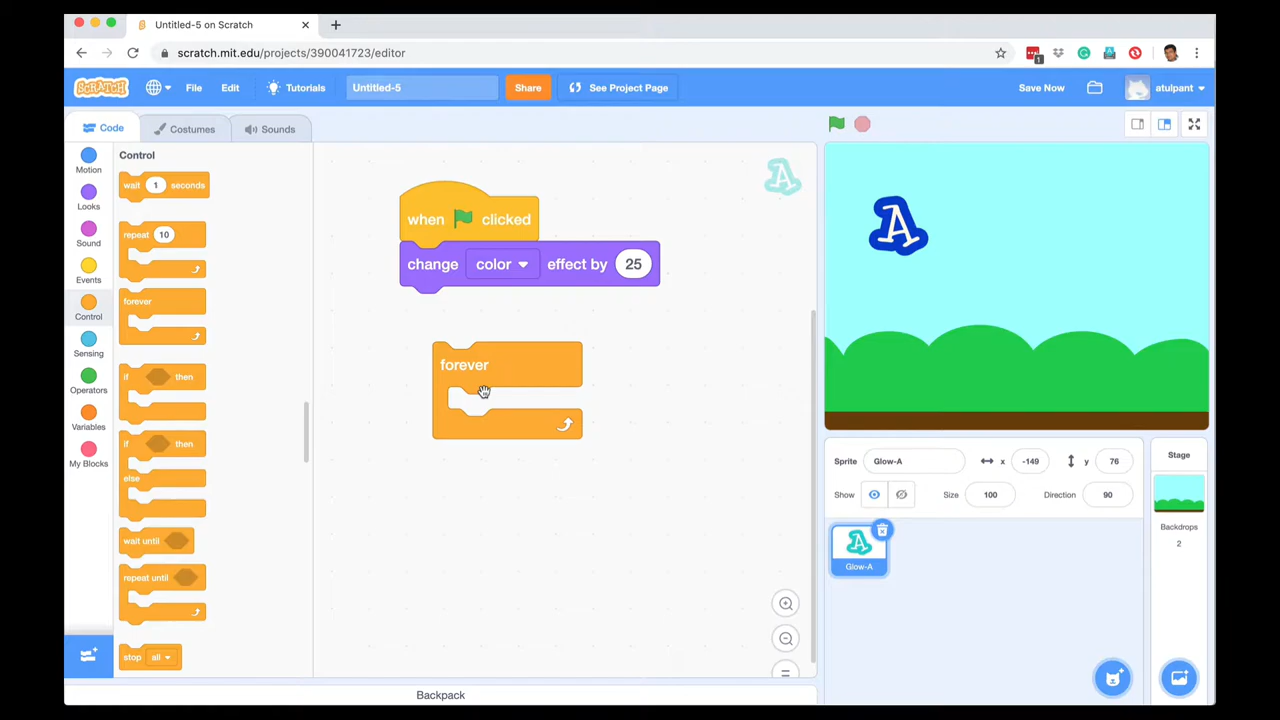 Untitled-5 on Scratch
scratch.mit.edu/projects/390041723/editor
1
SCRATCH
File
Edit
Tutorials
Untitled-5
Share
See Project Page
Save Now
atulpant
Code
Costumes
Sounds
Motion
Looks
Sound
Events
Control
Sensing
Operators
Variables
My Blocks
Control
wait 1 seconds
repeat 10
forever
if then
if then
else
wait until
repeat until
stop all
when clicked
change color effect by 25
forever
A
A
Sprite Glow-A x -149 y 76
Show Size 100 Direction 90
A
Glow-A
Stage
Backdrops
2
Backpack